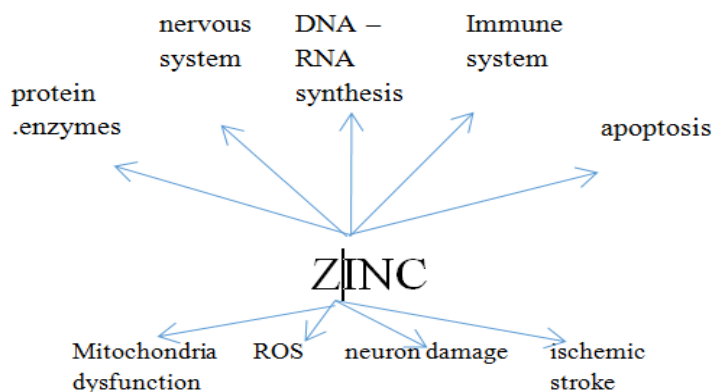 nervous system
DNA – RNA synthesis
Immune system
protein .enzymes
apoptosis
ZINC
Mitochondria dysfunction
ROS
neuron damage
ischemic stroke